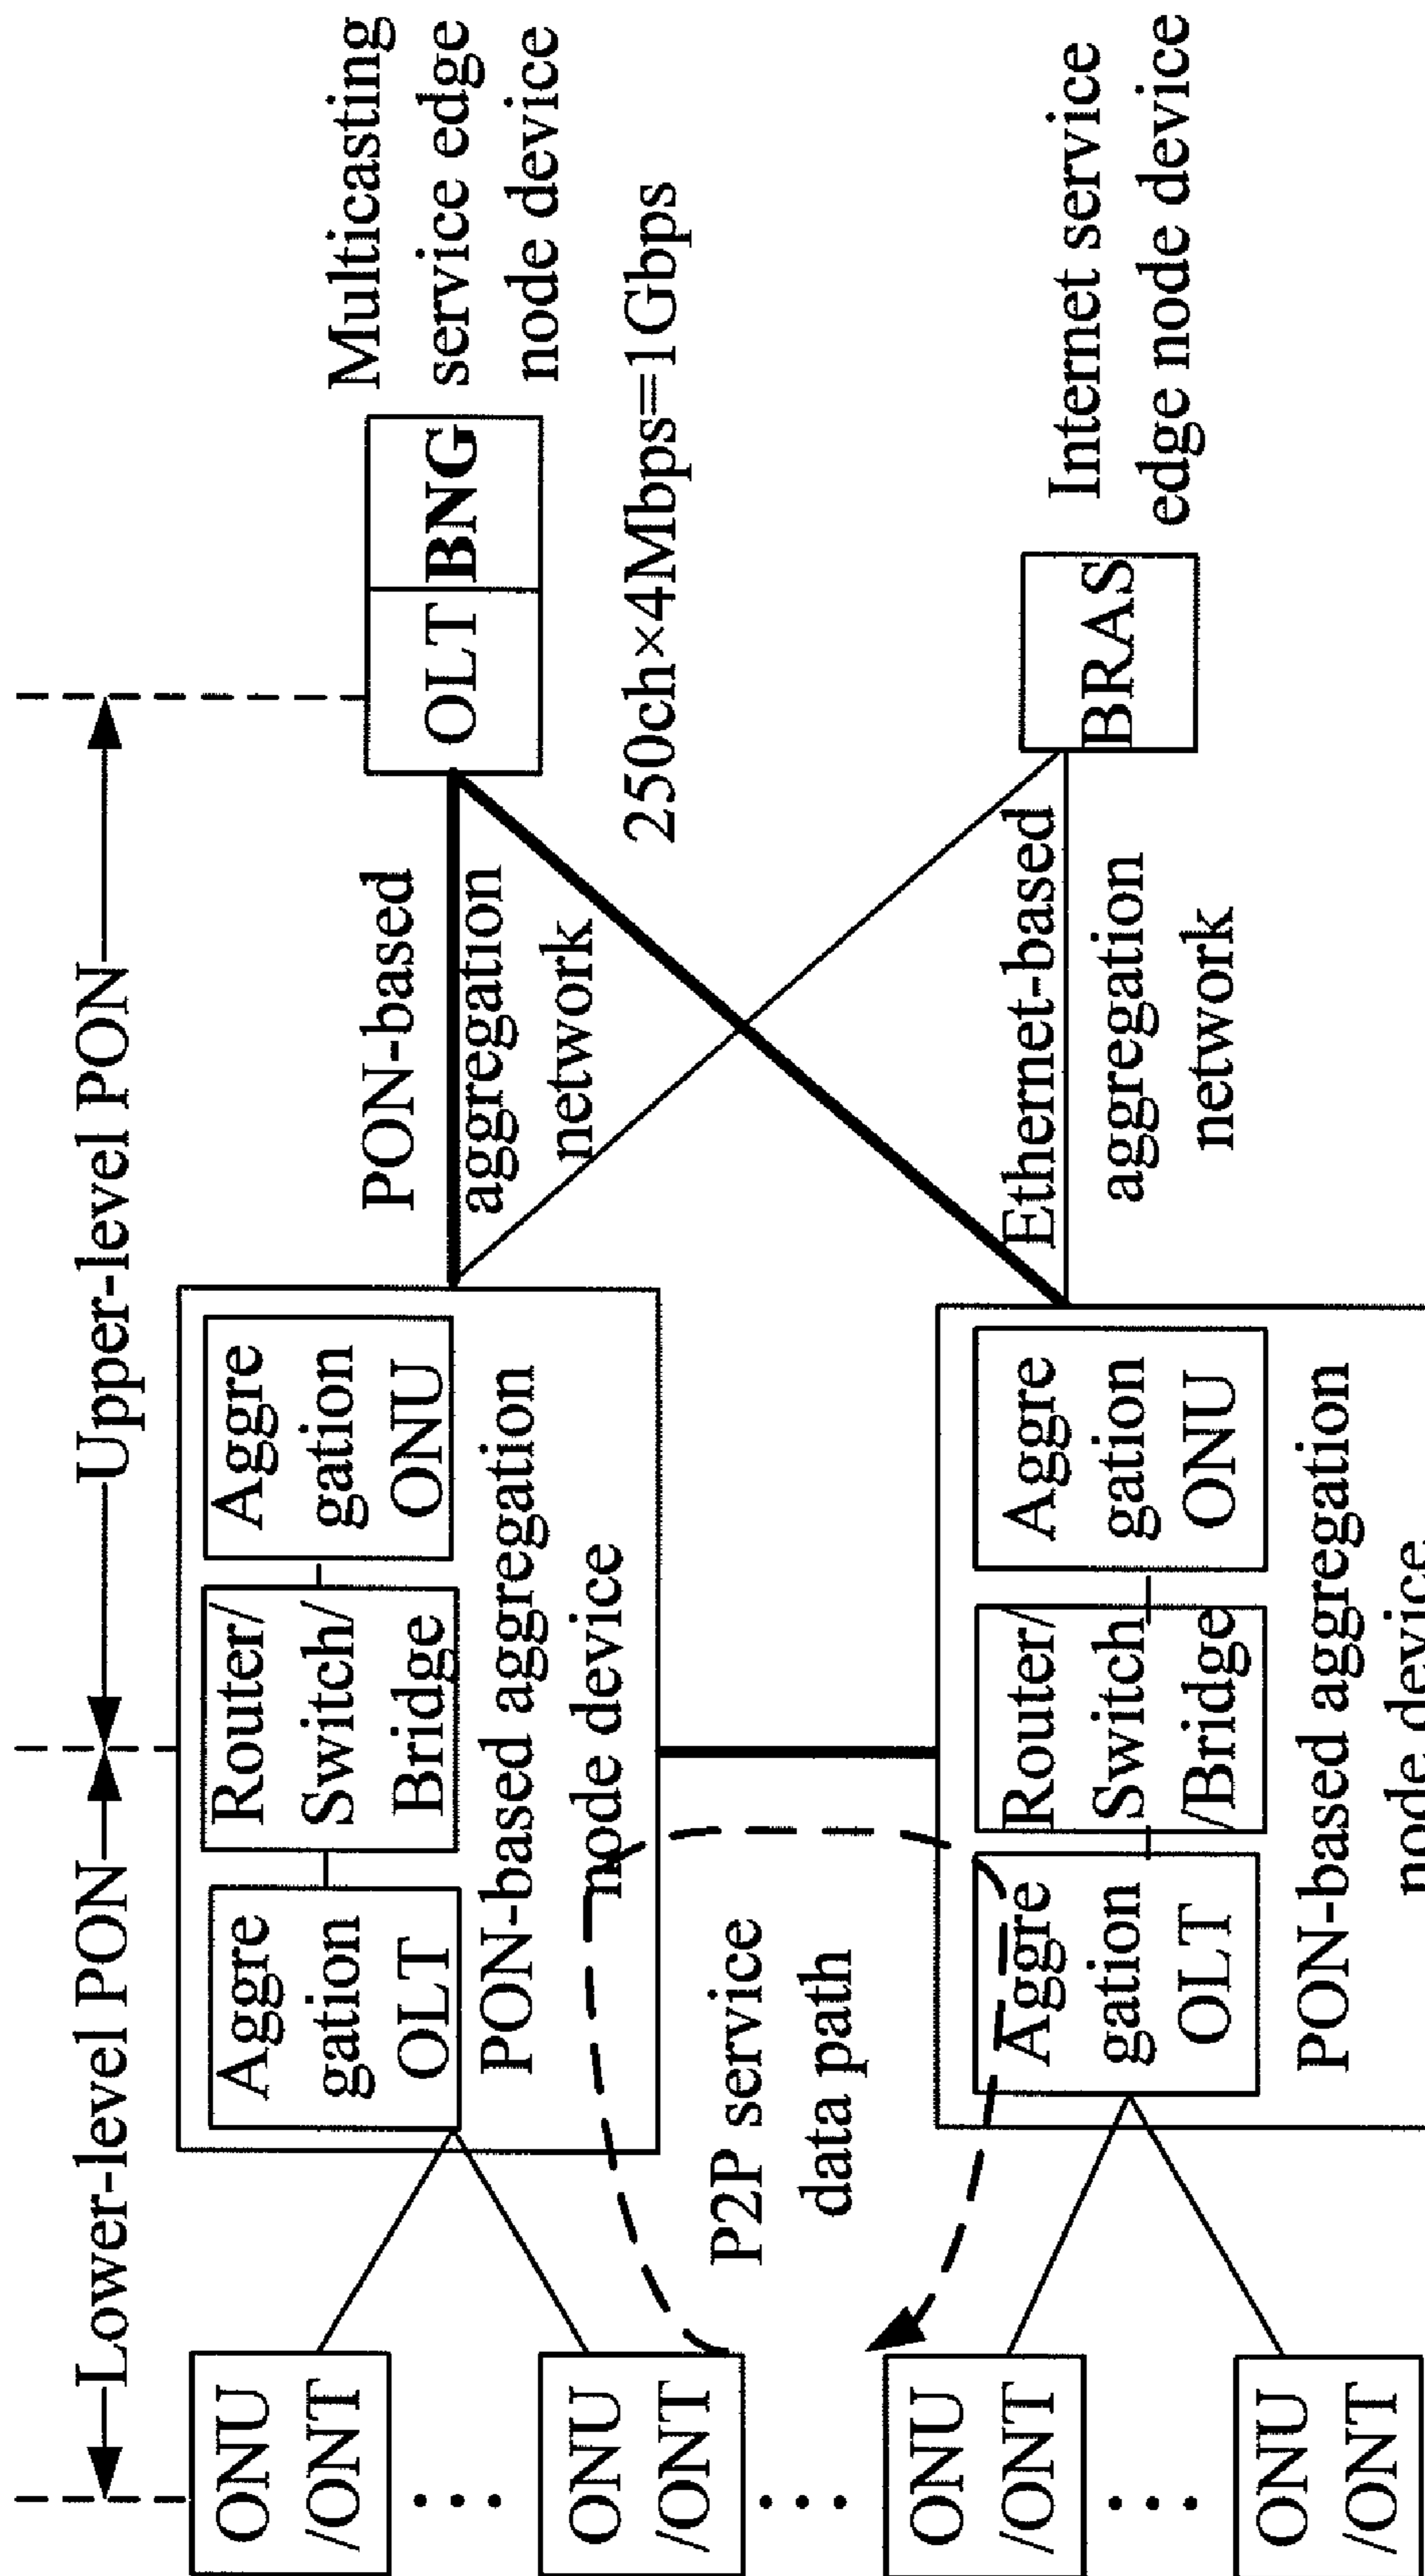 Lower-level PON
Upper-level PON
ONU
/ONT
Aggre
gation
OLT
Router/
Switch/
Bridge
Aggre
gation
ONU
PON-based aggregation
node device
PON-based
aggregation
network
OLT
BNG
Multicasting
service edge
node device
250ch×4Mbps=1Gbps
ONU
/ONT
P2P service
data path
ONU
/ONT
Aggre
gation
OLT
Router/
Switch
/Bridge
Aggre
gation
ONU
PON-based aggregation
node device
Ethernet-based
aggregation
network
BRAS
Internet service
edge node device
ONU
/ONT